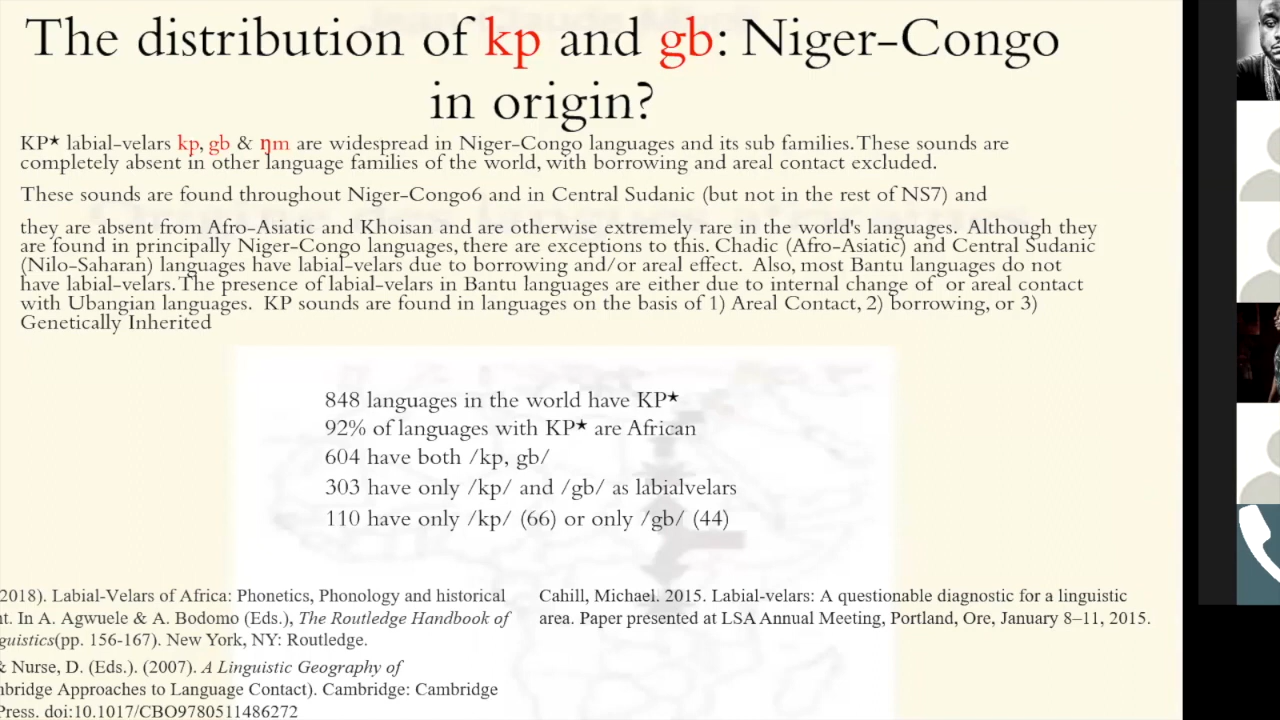 The distribution of kp and gb: Niger-Congo
in origin?
KP* labial-velars kp, gb & ŋm are widespread in Niger-Congo languages and its sub families. These sounds are
completely absent in other language families of the world, with borrowing and areal contact excluded.
These sounds are found throughout Niger-Congo6 and in Central Sudanic (but not in the rest of NS7) and
they are absent from Afro-Asiatic and Khoisan and are otherwise extremely rare in the world's languages. Although they
are found in principally Niger-Congo languages, there are exceptions to this. Chadic (Afro-Asiatic) and Central Sudanic
(Nilo-Saharan) languages have labial-velars due to borrowing and/or areal effect. Also, most Bantu languages do not
have labial-velars. The presence of labial-velars in Bantu languages are either due to internal change of or areal contact
with Ubangian languages. KP sounds are found in languages on the basis of 1) Areal Contact, 2) borrowing, or 3)
Genetically Inherited
848 languages in the world have KP*
92% of languages with KP* are African
604 have both /kp, gb/
303 have only /kp/ and /gb/ as labialvelars
110 have only /kp/ (66) or only /gb/ (44)
2018). Labial-Velars of Africa: Phonetics, Phonology and historical
nt. In A. Agwuele & A. Bodomo (Eds.), The Routledge Handbook of
guistics(pp. 156-167). New York, NY: Routledge.
& Nurse, D. (Eds.). (2007). A Linguistic Geography of
nbridge Approaches to Language Contact). Cambridge: Cambridge
Press. doi:10.1017/CBO9780511486272
Cahill, Michael. 2015. Labial-velars: A questionable diagnostic for a linguistic
area. Paper presented at LSA Annual Meeting, Portland, Ore, January 8–11, 2015.